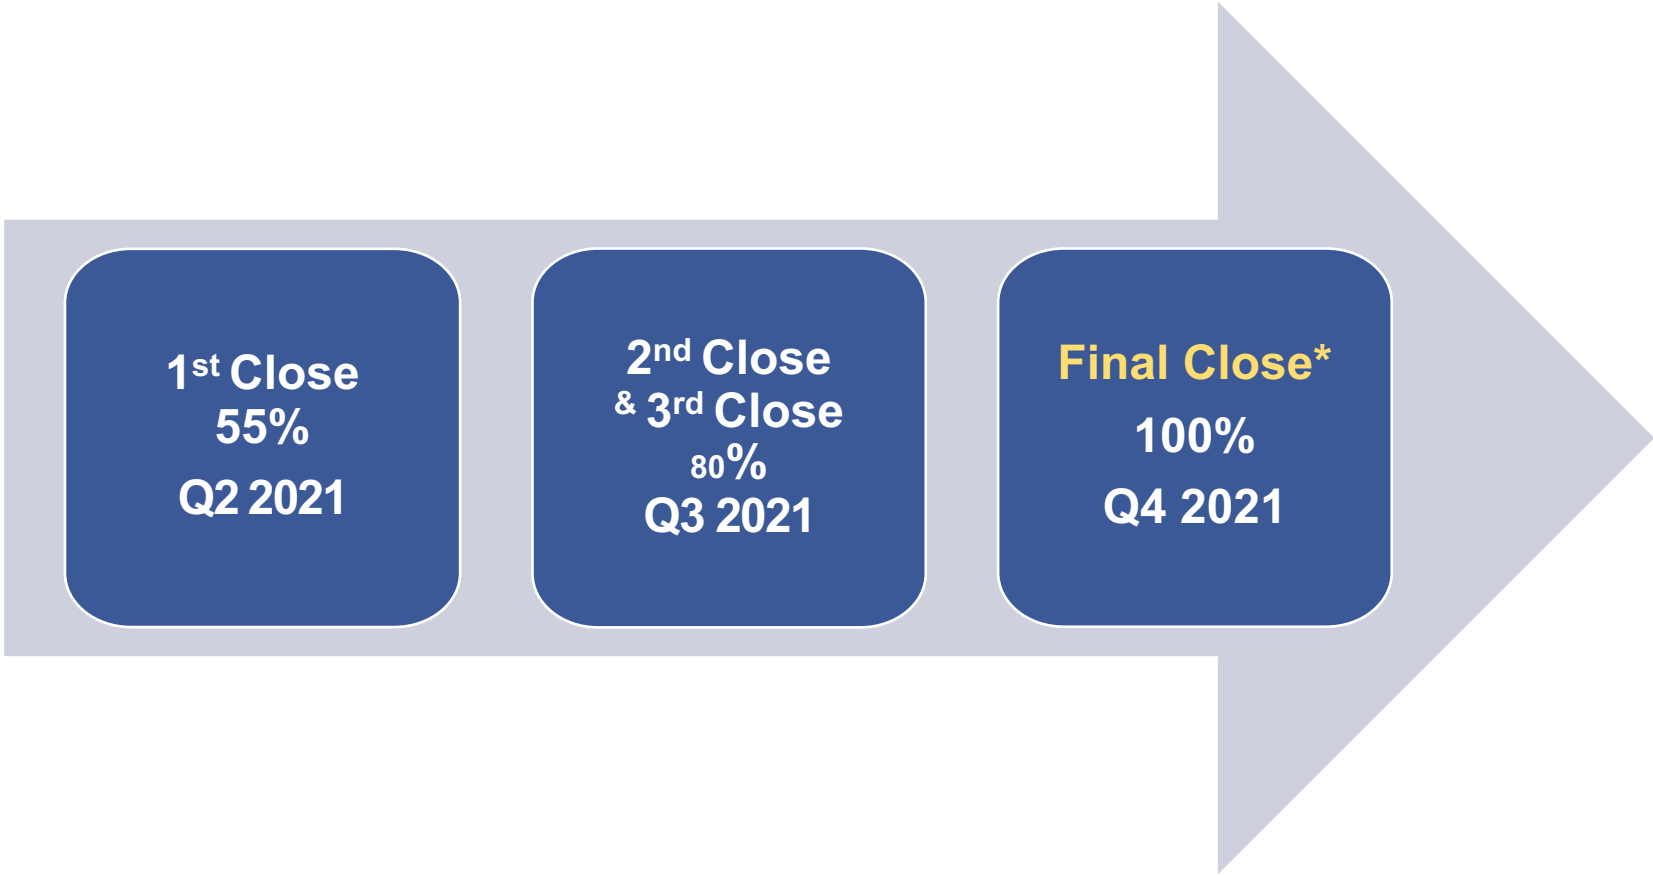 1st Close
55%
Q2 2021
2nd Close
& 3rd Close
80%
Q3 2021
Final Close*
100%
Q4 2021